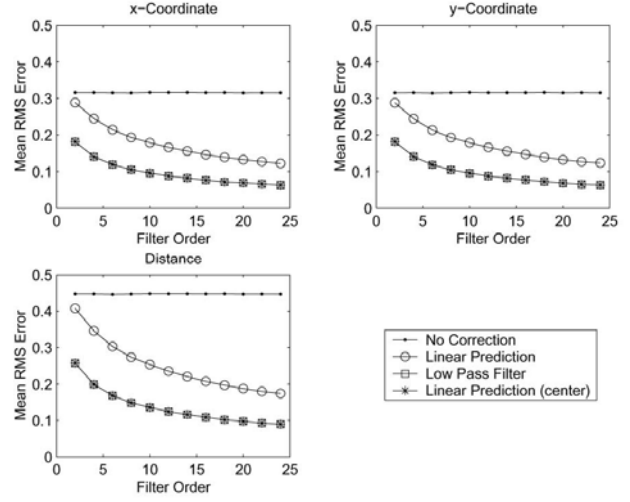 x-Coordinate
0.5
0.4
0.3
0.2
0.1
0
Mean RMS Error
0 5 10 15 20 25
Filter Order
y-Coordinate
0.5
0.4
0.3
0.2
0.1
0
Mean RMS Error
0 5 10 15 20 25
Filter Order
Distance
0.5
0.4
0.3
0.2
0.1
0
Mean RMS Error
0 5 10 15 20 25
Filter Order
No Correction
Linear Prediction
Low Pass Filter
Linear Prediction (center)